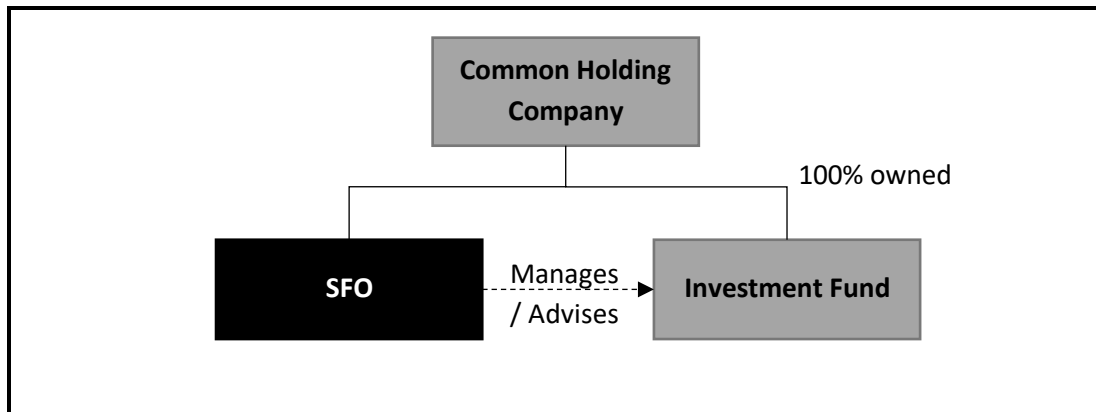 Common Holding
Company
100% owned
SFO
Manages
/ Advises
Investment Fund